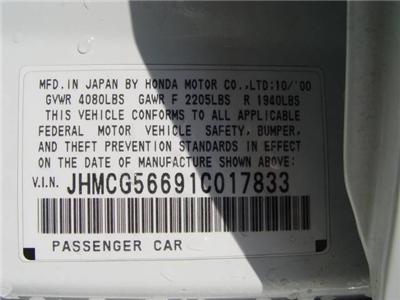 MFD. IN JAPAN BY HONDA MOTOR CO., LTD: 10/'00
GVWR 4080LBS GAWR F 2205LBS R 1940LBS
THIS VEHICLE CONFORMS TO ALL APPLICABLE
FEDERAL MOTOR VEHICLE SAFETY, BUMPER,
AND THEFT PREVENTION STANDARDS IN EFFECT
ON THE DATE OF MANUFACTURE SHOWN ABOVE.
V.I.N. JHMCG56691C017833
PASSENGER CAR